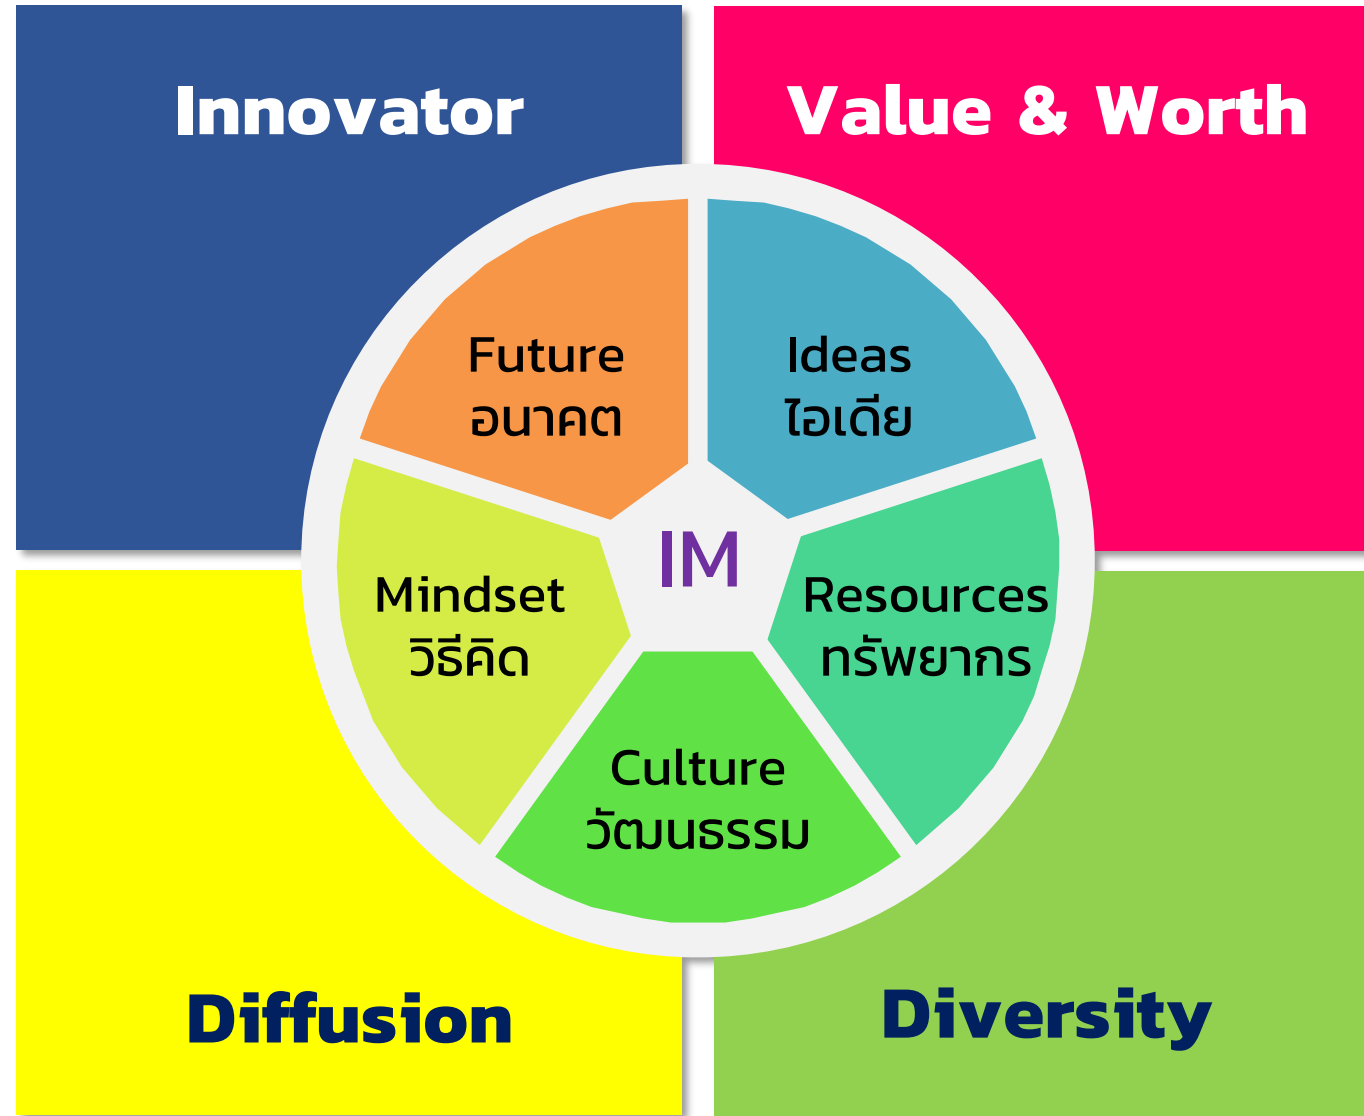 Innovator
Value & Worth
Future
อนาคต
Ideas
ไอเดีย
IM
Mindset
วิธีคิด
Resources
ทรัพยากร
Culture
วัฒนธรรม
Diffusion
Diversity